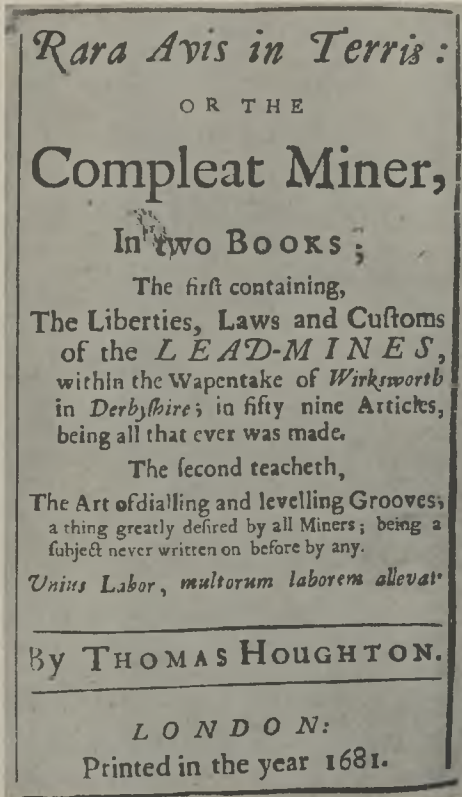 Rara Avis in Terris :
OR THE
Compleat Miner,
In two BOOKS ;
The firſt containing,
The Liberties, Laws and Cuſtoms
of the LEAD-MINES,
within the Wapentake of Wirkſworth
in Derbyſhire; in fifty nine Articles,
being all that ever was made.
The ſecond teacheth,
The Art of dialling and levelling Grooves;
a thing greatly deſired by all Miners; being a
ſubject never written on before by any.
Unius Labor, multorum laborem allevat.
By THOMAS HOUGHTON.
LONDON:
Printed in the year 1681.